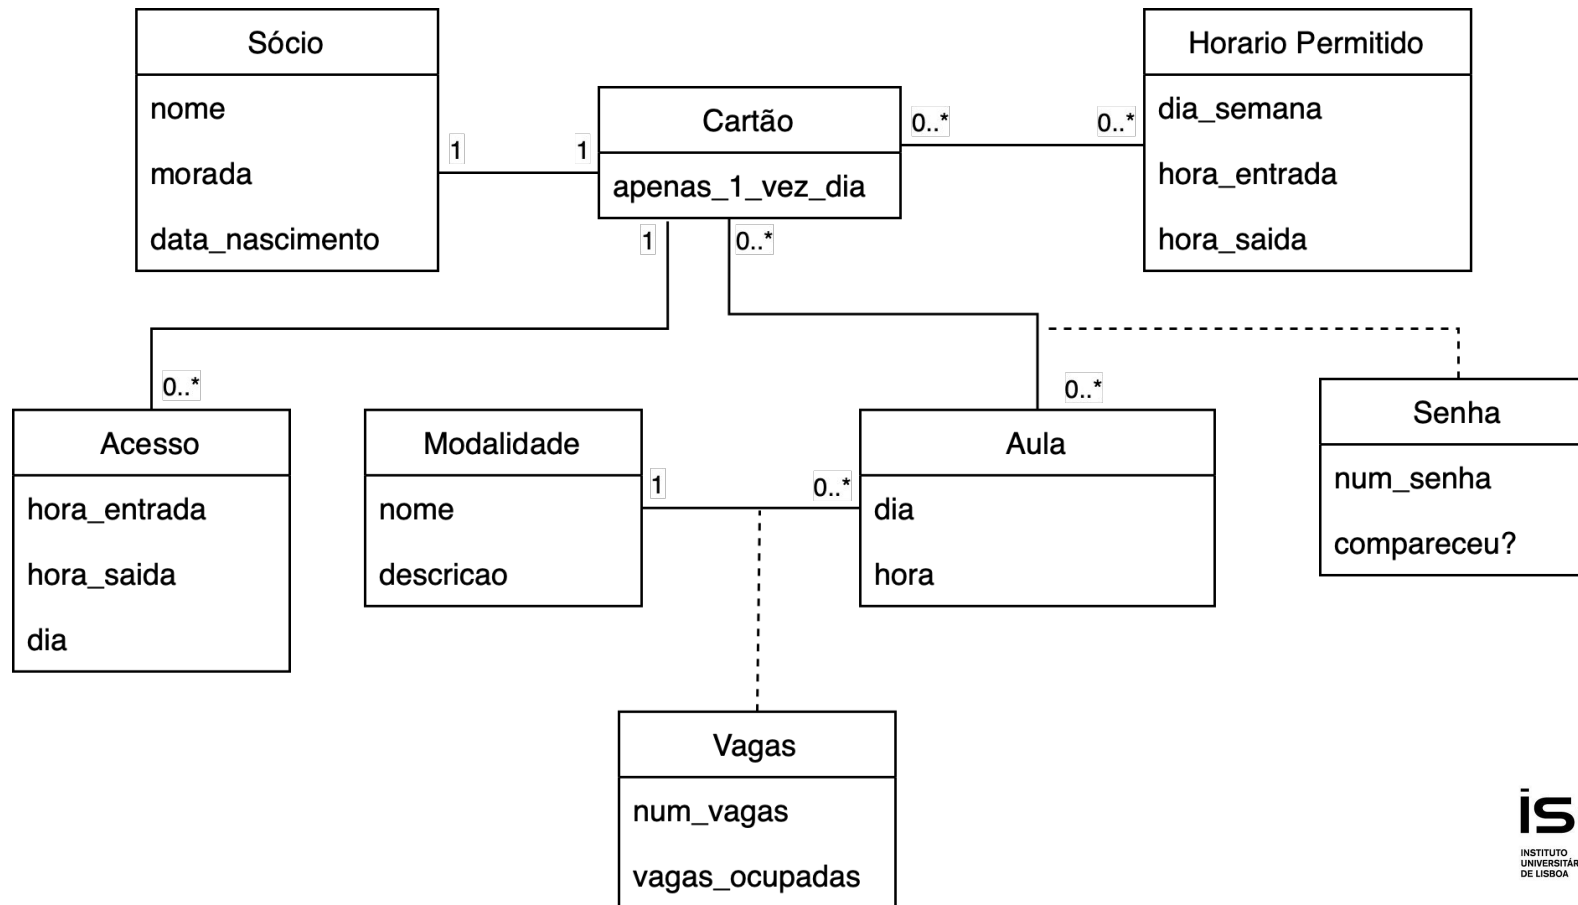 Sócio
nome
morada
data_nascimento
1
1
Cartão
apenas_1_vez_dia
0..*
0..*
Horario Permitido
dia_semana
hora_entrada
hora_saida
1
0..*
0..*
0..*
Acesso
hora_entrada
hora_saida
dia
Modalidade
nome
descricao
1
0..*
Aula
dia
hora
Senha
num_senha
compareceu?
Vagas
num_vagas
vagas_ocupadas
is
INSTITUTO
UNIVERSITÁR
DE LISBOA